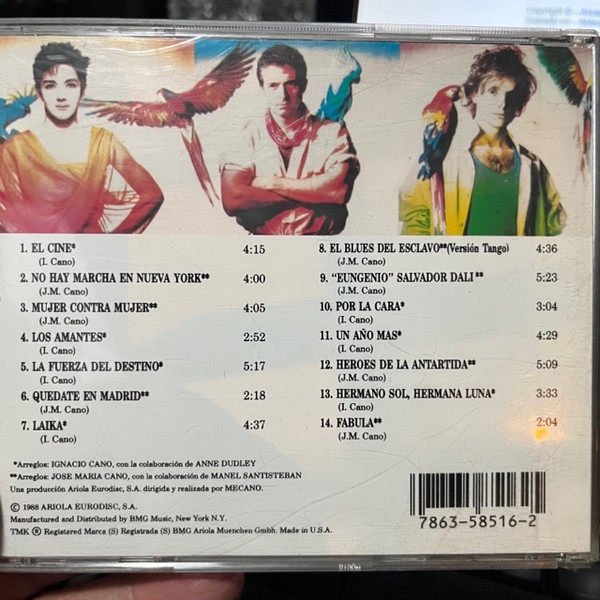 1. EL CINE* 4:15
(I. Cano)
2. NO HAY MARCHA EN NUEVA YORK** 4:00
(J.M. Cano)
3. MUJER CONTRA MUJER** 4:05
(J.M. Cano)
4. LOS AMANTES* 2:52
(I. Cano)
5. LA FUERZA DEL DESTINO* 5:17
(I. Cano)
6. QUEDATE EN MADRID** 2:18
(J.M. Cano)
7. LAIKA* 4:37
(I. Cano)
8. EL BLUES DEL ESCLAVO**(Versión Tango) 4:36
(J.M. Cano)
9. “EUNGENIO” SALVADOR DALI** 5:23
(J.M. Cano)
10. POR LA CARA* 3:04
(I. Cano)
11. UN AÑO MAS* 4:29
(I. Cano)
12. HEROES DE LA ANTARTIDA** 5:09
(J.M. Cano)
13. HERMANO SOL, HERMANA LUNA* 3:33
(I. Cano)
14. FABULA** 2:04
(J.M. Cano)
*Arreglos: IGNACIO CANO, con la colaboración de ANNE DUDLEY
**Arreglos: JOSE MARIA CANO, con la colaboración de MANEL SANTISTEBAN
Una producción Ariola Eurodisc, S.A. dirigida y realizada por MECANO.
© 1988 ARIOLA EURODISC, S.A.
Manufactured and Distributed by BMG Music, New York N.Y.
TMK ® Registered Marca (S) Registrada (S) BMG Ariola Muenchen Gmbh. Made in U.S.A.
7863-58516-2